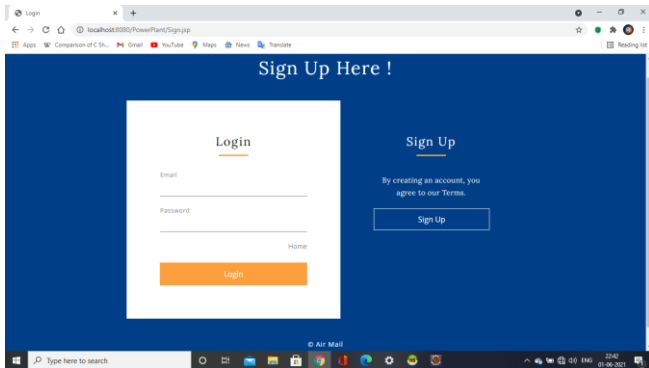 Login
localhost:8080/PowerPlant/Sign.jsp
Apps Comparison of C Sh... Gmail YouTube Maps News Translate Reading list
Sign Up Here !
Login
Email
Password
Home
Login
Sign Up
By creating an account, you
agree to our Terms.
Sign Up
© Air Mail
Type here to search
ENG
22:42
01-06-2021